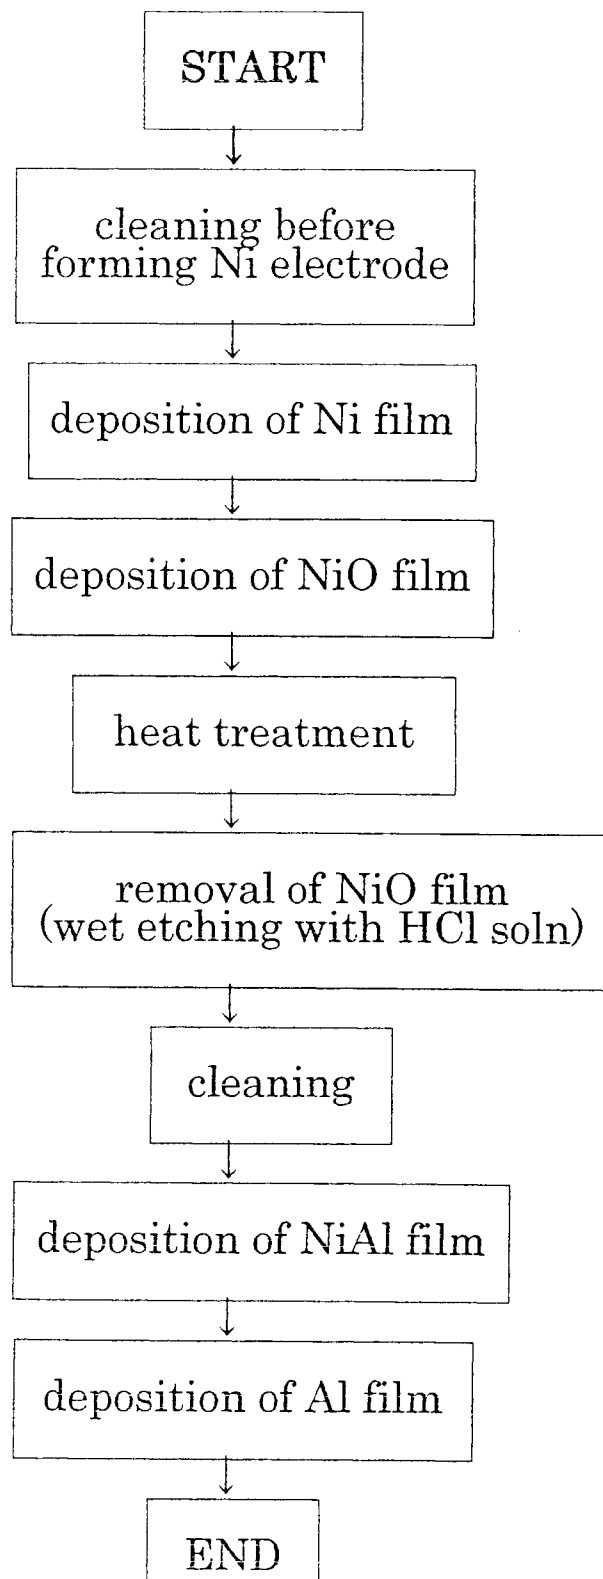 START
cleaning before
forming Ni electrode
deposition of Ni film
deposition of NiO film
heat treatment
removal of NiO film
(wet etching with HCl soln)
cleaning
deposition of NiAl film
deposition of Al film
END